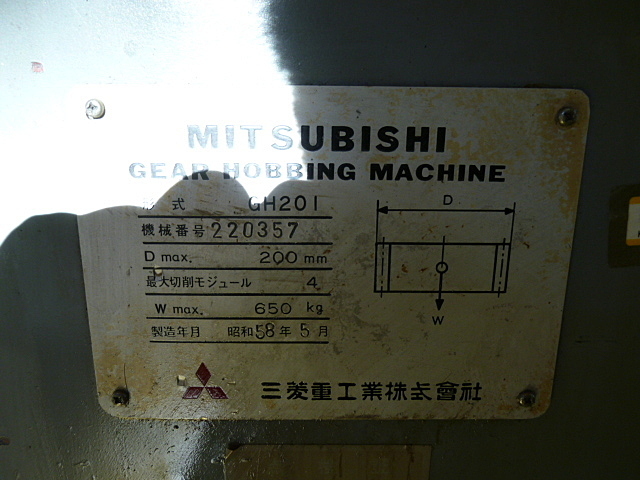 MITSUBISHI
GEAR HOBBING MACHINE
形式 GH201
機械番号 220357
D max. 200 mm
最大切削モジュール 4
W max. 650 kg
製造年月 昭和58年5月
D
W
三菱重工業株式會社